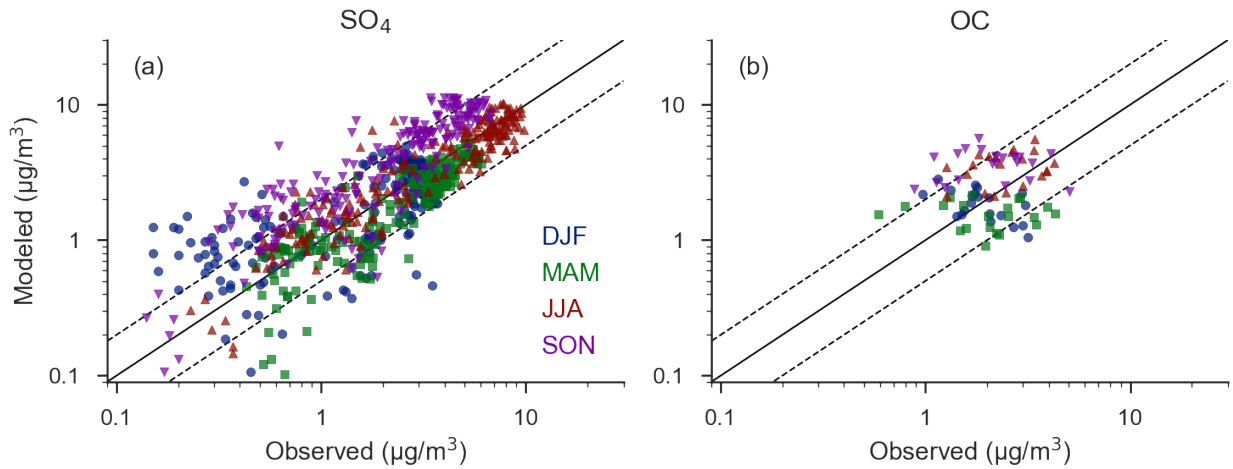 SO₄
OC
(a)
(b)
Modeled (µg/m³)
10
1
0.1
10
1
0.1
DJF
MAM
JJA
SON
0.1 1 10
0.1 1 10
Observed (µg/m³)
Observed (µg/m³)